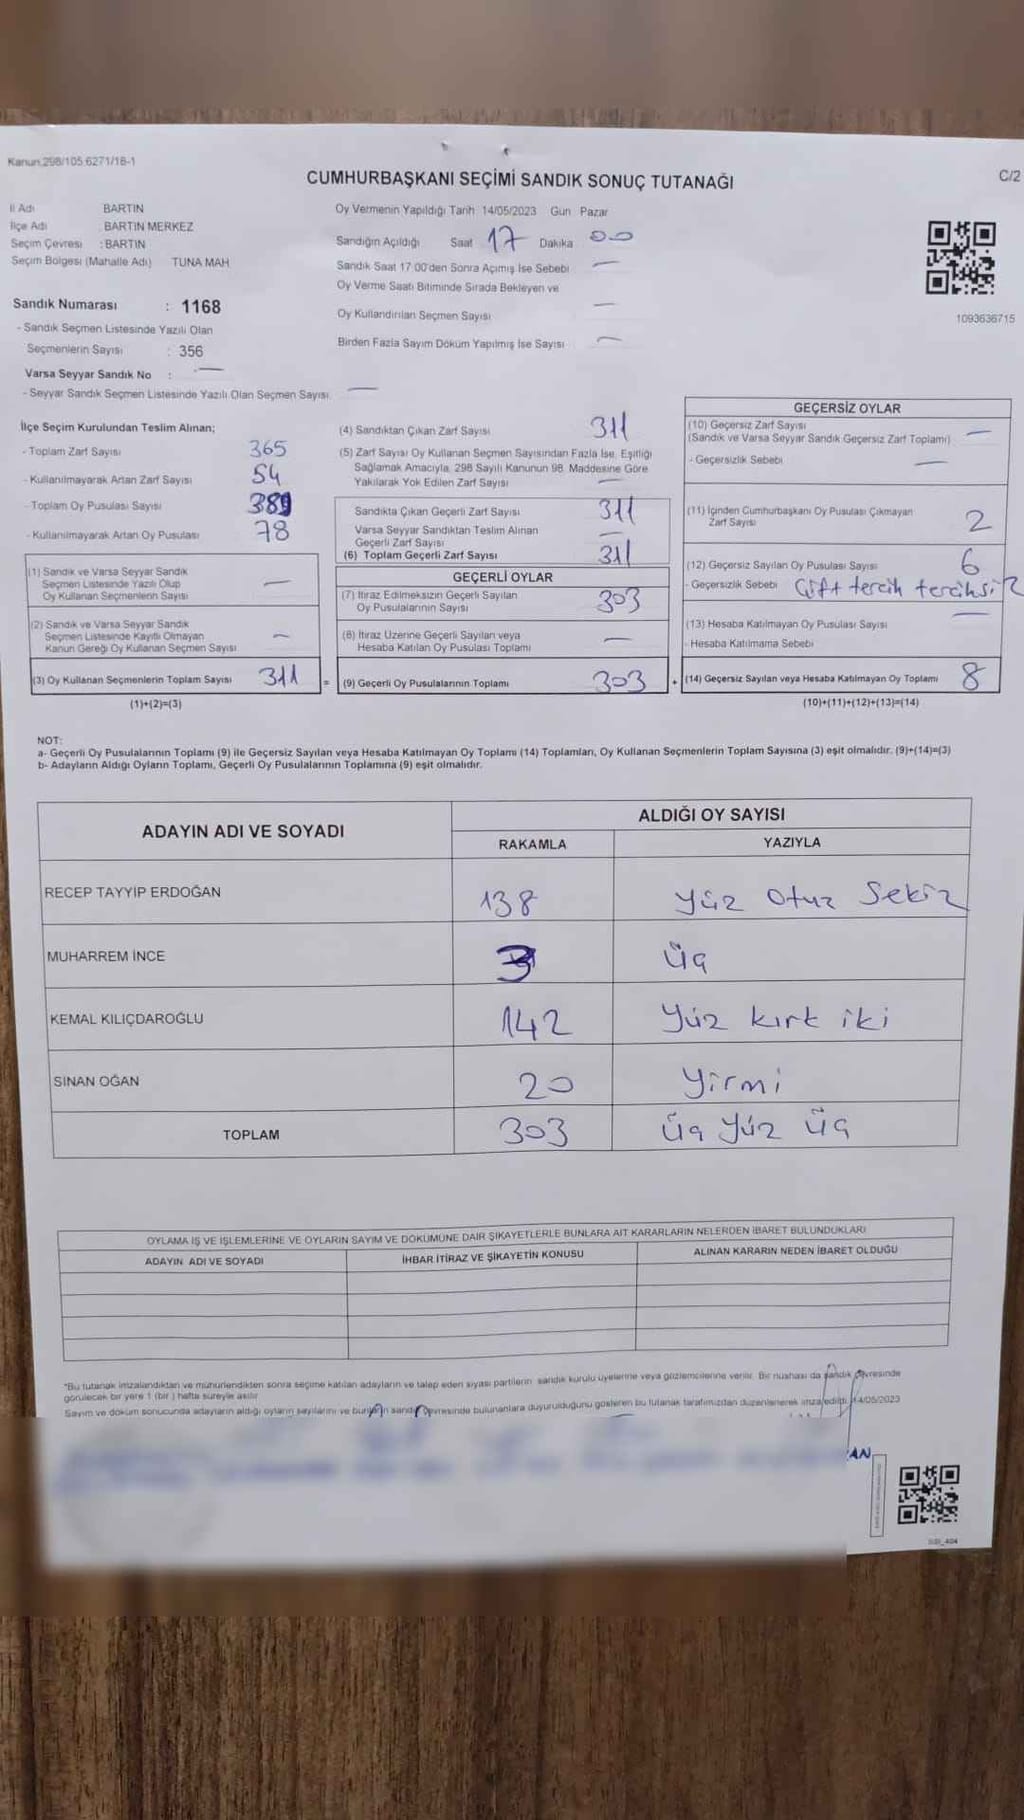 Kanun 298/105 6271/18-1
C/2
CUMHURBAŞKANI SEÇİMİ SANDIK SONUÇ TUTANAĞI
İl Adı : BARTIN
İlçe Adı : BARTIN MERKEZ
Seçim Çevresi : BARTIN
Seçim Bölgesi (Mahalle Adı) TUNA MAH
Sandık Numarası : 1168
- Sandık Seçmen Listesinde Yazılı Olan
Seçmenlerin Sayısı : 356
Varsa Seyyar Sandık No : —
- Seyyar Sandık Seçmen Listesinde Yazılı Olan Seçmen Sayısı. —
Oy Vermenin Yapıldığı Tarih 14/05/2023 Gün Pazar
Sandığın Açıldığı Saat 17 Dakika 00
Sandık Saat 17:00'den Sonra Açımış İse Sebebi —
Oy Verme Saati Bitiminde Sırada Bekleyen ve
Oy Kullandırılan Seçmen Sayısı —
Birden Fazla Sayım Döküm Yapılmış İse Sayısı —
1093636715
İlçe Seçim Kurulundan Teslim Alınan;
- Toplam Zarf Sayısı 365
- Kullanılmayarak Artan Zarf Sayısı 54
- Toplam Oy Pusulası Sayısı 389
- Kullanılmayarak Artan Oy Pusulası 78
(1) Sandık ve Varsa Seyyar Sandık
Seçmen Listesinde Yazılı Olup
Oy Kullanan Seçmenlerin Sayısı —
(2) Sandık ve Varsa Seyyar Sandık
Seçmen Listesinde Kayıtlı Olmayan
Kanun Gereği Oy Kullanan Seçmen Sayısı —
(3) Oy Kullanan Seçmenlerin Toplam Sayısı 311 =
(1)+(2)=(3)
(4) Sandıktan Çıkan Zarf Sayısı 311
(5) Zarf Sayısı Oy Kullanan Seçmen Sayısından Fazla İse, Eşitliği
Sağlamak Amacıyla, 298 Sayılı Kanunun 98. Maddesine Göre
Yakılarak Yok Edilen Zarf Sayısı —
Sandıkta Çıkan Geçerli Zarf Sayısı 311
Varsa Seyyar Sandıktan Teslim Alınan
Geçerli Zarf Sayısı —
(6) Toplam Geçerli Zarf Sayısı 311
GEÇERLİ OYLAR
(7) İtiraz Edilmeksizin Geçerli Sayılan
Oy Pusulalarının Sayısı 303
(8) İtiraz Üzerine Geçerli Sayılan veya
Hesaba Katılan Oy Pusulası Toplamı —
(9) Geçerli Oy Pusulalarının Toplamı 303 +
GEÇERSİZ OYLAR
(10) Geçersiz Zarf Sayısı
(Sandık ve Varsa Seyyar Sandık Geçersiz Zarf Toplamı) —
- Geçersizlik Sebebi —
(11) İçinden Cumhurbaşkanı Oy Pusulası Çıkmayan
Zarf Sayısı 2
(12) Geçersiz Sayılan Oy Pusulası Sayısı 6
- Geçersizlik Sebebi Çift tercih tercihsiz
(13) Hesaba Katılmayan Oy Pusulası Sayısı —
- Hesaba Katılmama Sebebi
(14) Geçersiz Sayılan veya Hesaba Katılmayan Oy Toplamı 8
(10)+(11)+(12)+(13)=(14)
NOT:
a- Geçerli Oy Pusulalarının Toplamı (9) ile Geçersiz Sayılan veya Hesaba Katılmayan Oy Toplamı (14) Toplamları, Oy Kullanan Seçmenlerin Toplam Sayısına (3) eşit olmalıdır. (9)+(14)=(3)
b- Adayların Aldığı Oyların Toplamı, Geçerli Oy Pusulalarının Toplamına (9) eşit olmalıdır.
ADAYIN ADI VE SOYADI
ALDIĞI OY SAYISI
RAKAMLA YAZIYLA
RECEP TAYYİP ERDOĞAN 138 Yüz Otuz Sekiz
MUHARREM İNCE 3 Üç
KEMAL KILIÇDAROĞLU 142 Yüz kırk iki
SİNAN OĞAN 20 Yirmi
TOPLAM 303 Üç Yüz Üç
OYLAMA İŞ VE İŞLEMLERİNE VE OYLARIN SAYIM VE DÖKÜMÜNE DAİR ŞİKAYETLERLE BUNLARA AİT KARARLARIN NELERDEN İBARET BULUNDUKLARI
ADAYIN ADI VE SOYADI İHBAR İTİRAZ VE ŞİKAYETİN KONUSU ALINAN KARARIN NEDEN İBARET OLDUĞU
*Bu tutanak imzalandıktan ve mühürlendikten sonra seçime katılan adayların ve talep eden siyasi partilerin sandık kurulu üyelerine veya gözlemcilerine verilir. Bir nüshası da sandık çevresinde
görülecek bir yere 1 (bir ) hafta süreyle asılır
Sayım ve döküm sonucunda adayların aldığı oyların sayılarını ve bunların sandık çevresinde bulunanlara duyurulduğunu gösteren bu tutanak tarafımızdan düzenlenerek imza edildi. 14/05/2023
AN